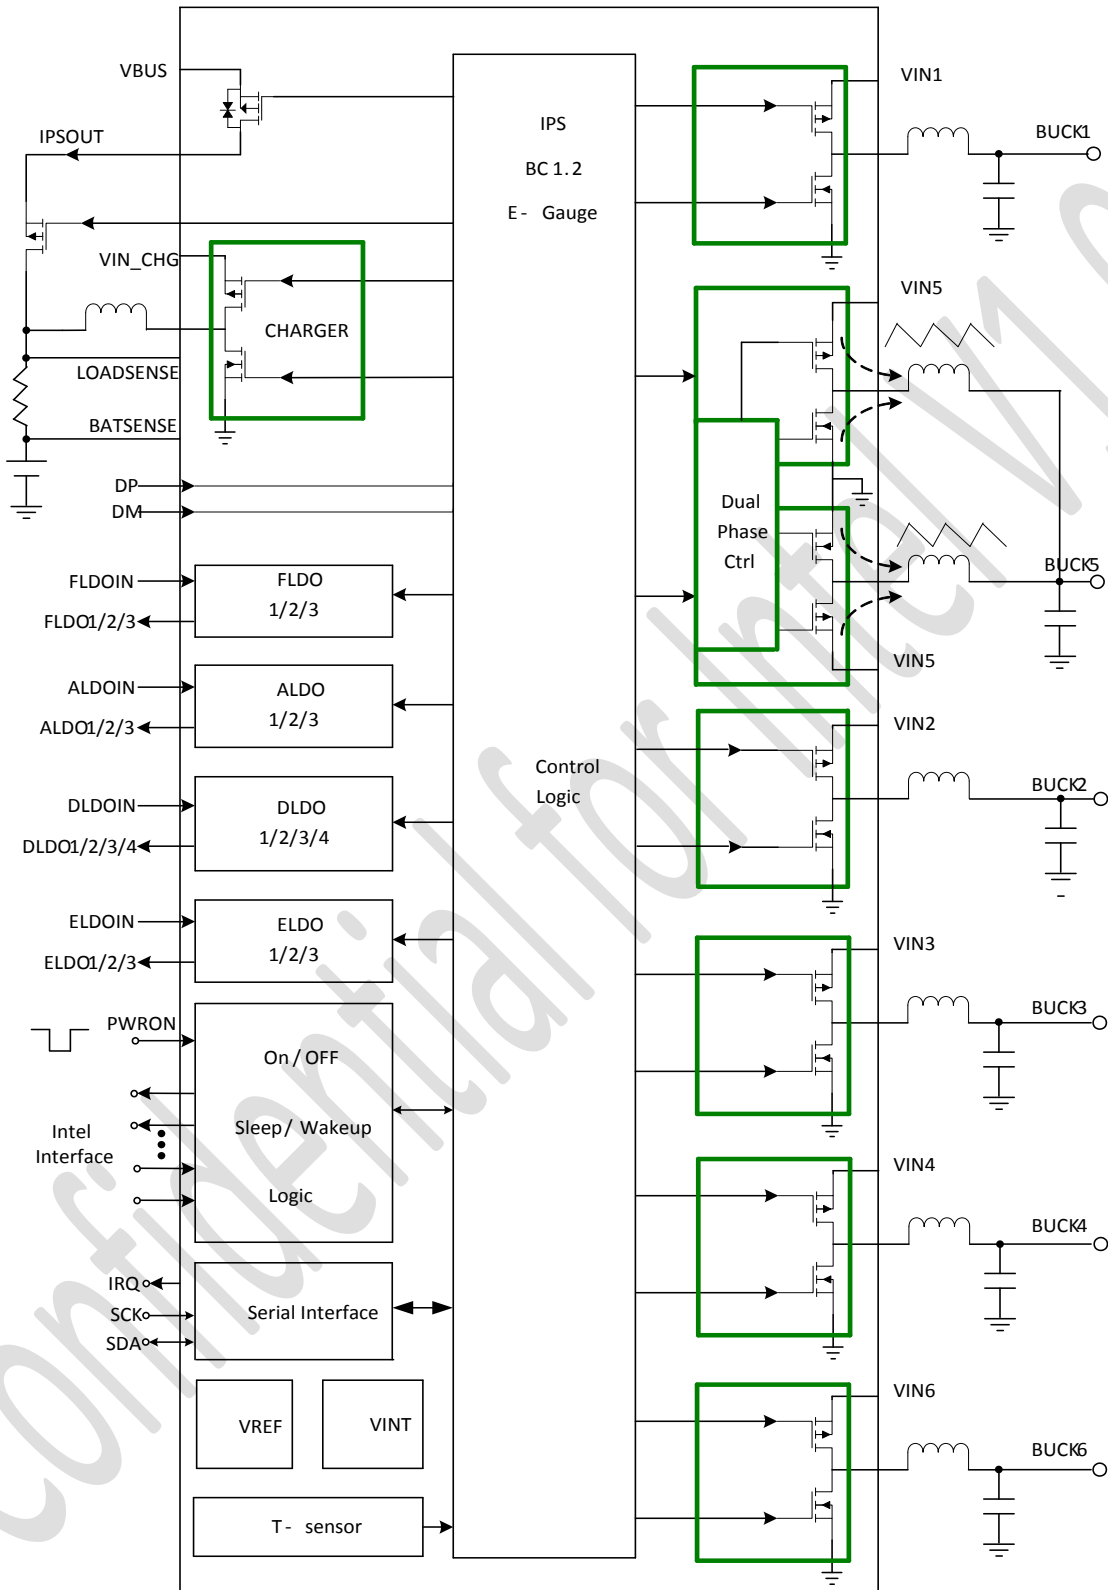 VBUS
IPSOUT
VIN_CHG
CHARGER
LOADSENSE
BATSENSE
DP
DM
FLDOIN
FLDO1/2/3
FLDO
1/2/3
ALDOIN
ALDO1/2/3
ALDO
1/2/3
DLDOIN
DLDO1/2/3/4
DLDO
1/2/3/4
ELDOIN
ELDO1/2/3
ELDO
1/2/3
PWRON
On / OFF
Sleep / Wakeup
Logic
Intel
Interface
IRQ
SCK
SDA
Serial Interface
VREF
VINT
T- sensor
IPS
BC 1.2
E- Gauge
Control
Logic
VIN1
BUCK1
VIN5
Dual
Phase
Ctrl
BUCK5
VIN5
VIN2
BUCK2
VIN3
BUCK3
VIN4
BUCK4
VIN6
BUCK6
Confidential for Intel